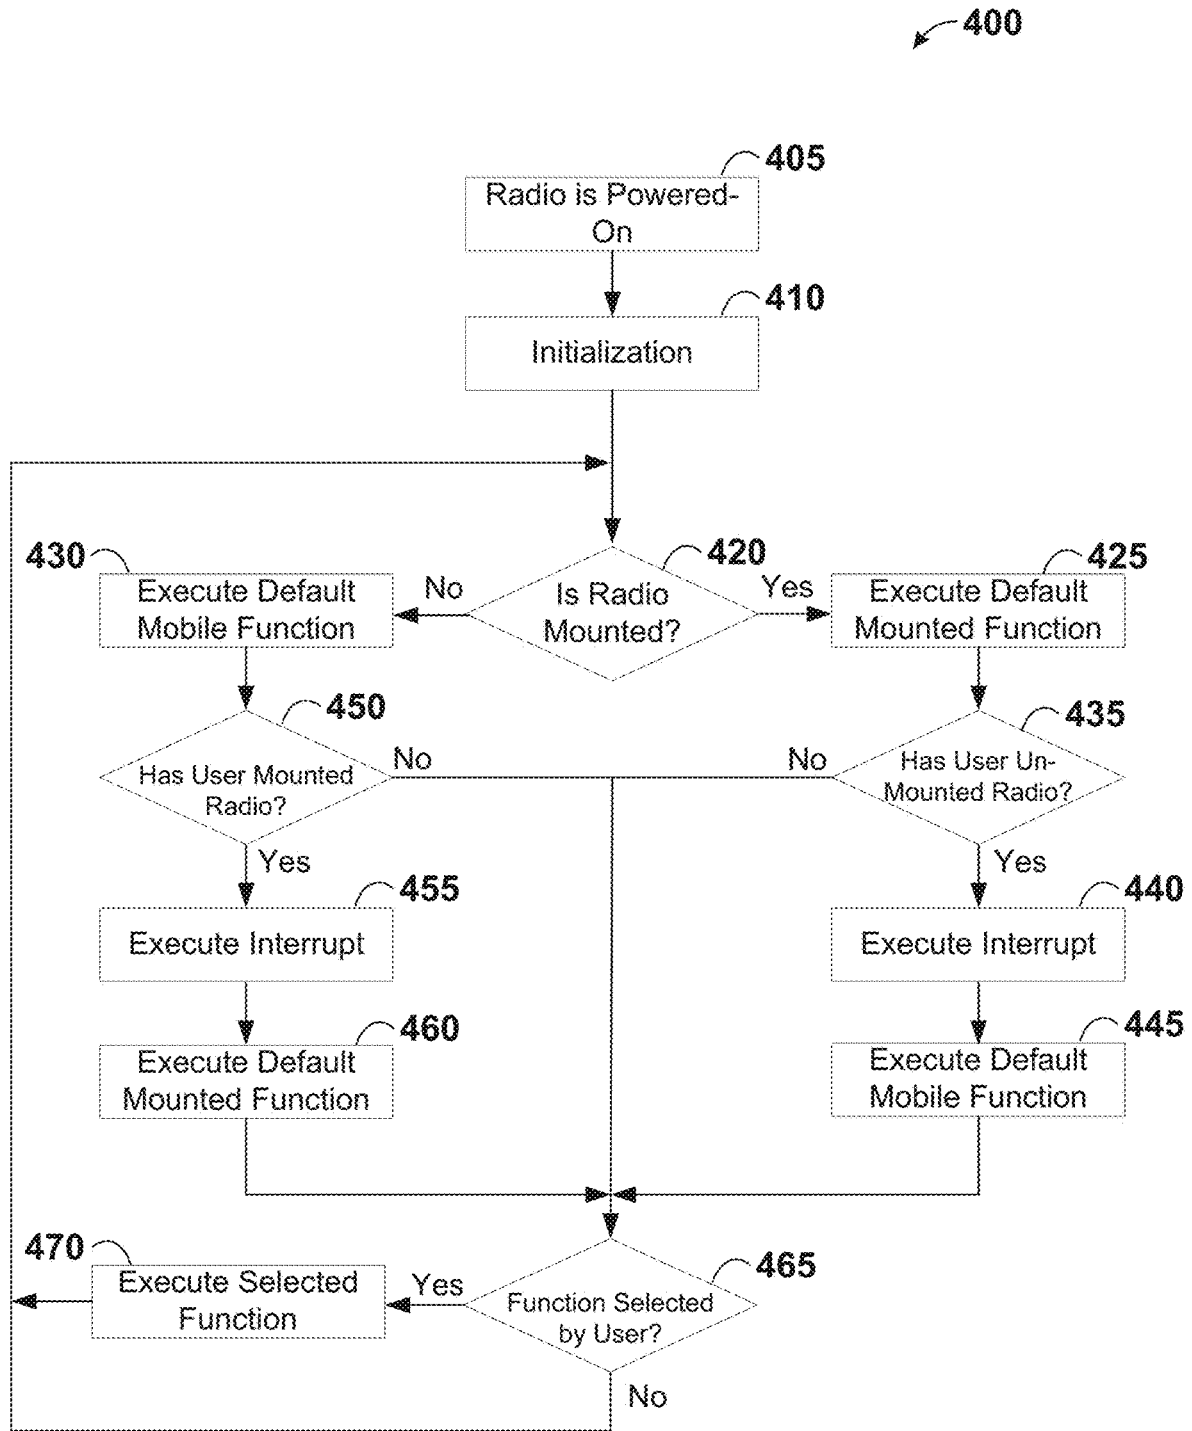 400
405
Radio is Powered-
On
410
Initialization
430
420
425
Execute Default
Mobile Function
No
Is Radio
Mounted?
Yes
Execute Default
Mounted Function
450
435
Has User Mounted
Radio?
No
No
Has User Un-
Mounted Radio?
Yes
Yes
455
440
Execute Interrupt
Execute Interrupt
460
445
Execute Default
Mounted Function
Execute Default
Mobile Function
470
465
Execute Selected
Function
Yes
Function Selected
by User?
No